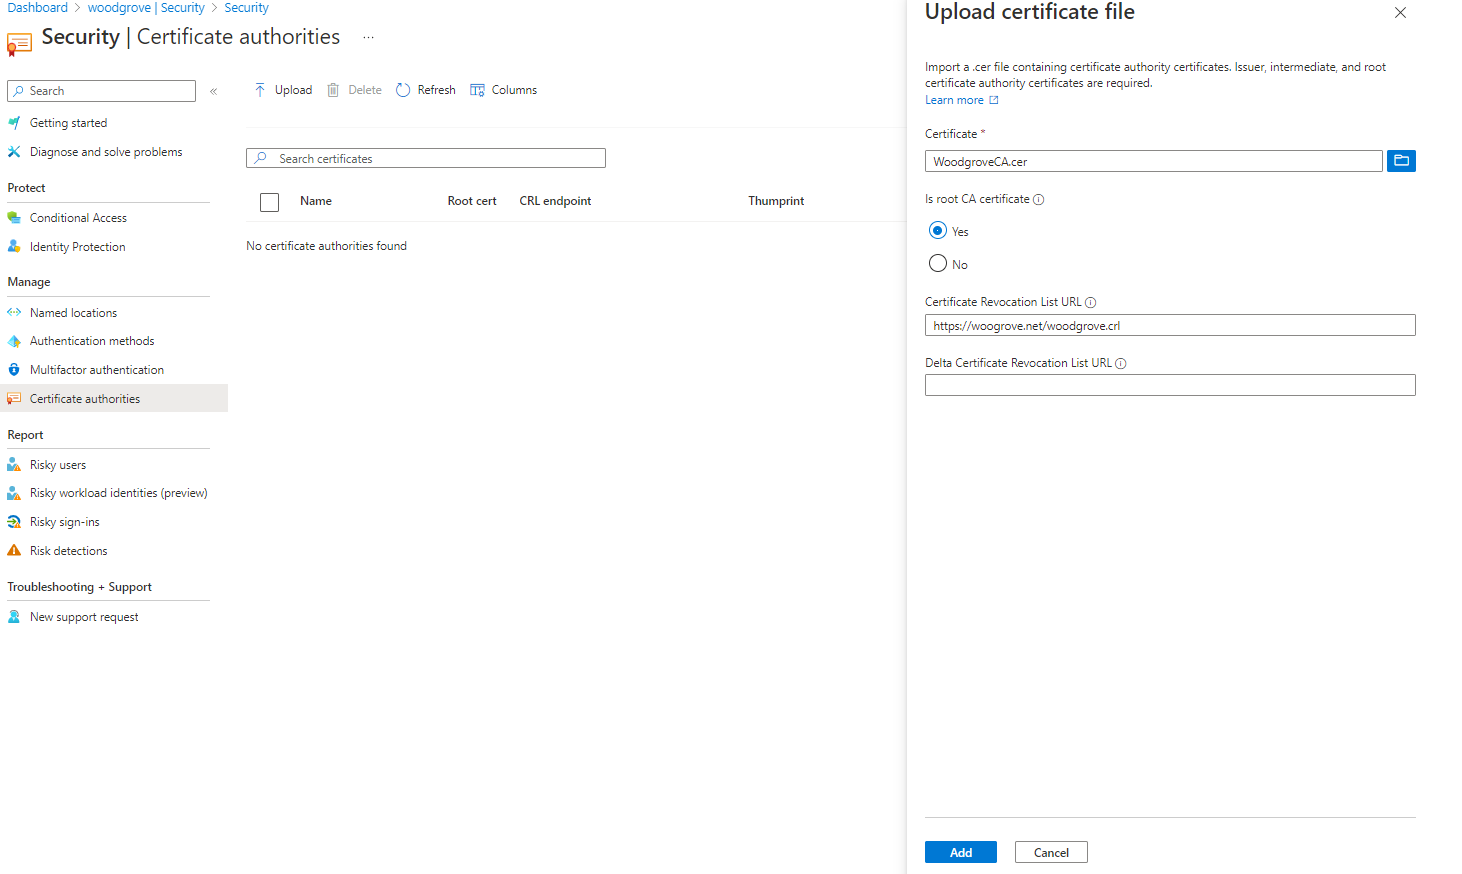 Dashboard > woodgrove | Security > Security
Security | Certificate authorities ...
Search «
Getting started
Diagnose and solve problems
Protect
Conditional Access
Identity Protection
Manage
Named locations
Authentication methods
Multifactor authentication
Certificate authorities
Report
Risky users
Risky workload identities (preview)
Risky sign-ins
Risk detections
Troubleshooting + Support
New support request
Upload Delete Refresh Columns
Search certificates
Name Root cert CRL endpoint Thumprint
No certificate authorities found
Upload certificate file
Import a .cer file containing certificate authority certificates. Issuer, intermediate, and root
certificate authority certificates are required.
Learn more
Certificate *
WoodgroveCA.cer
Is root CA certificate
Yes
No
Certificate Revocation List URL
https://woogrove.net/woodgrove.crl
Delta Certificate Revocation List URL
Add Cancel